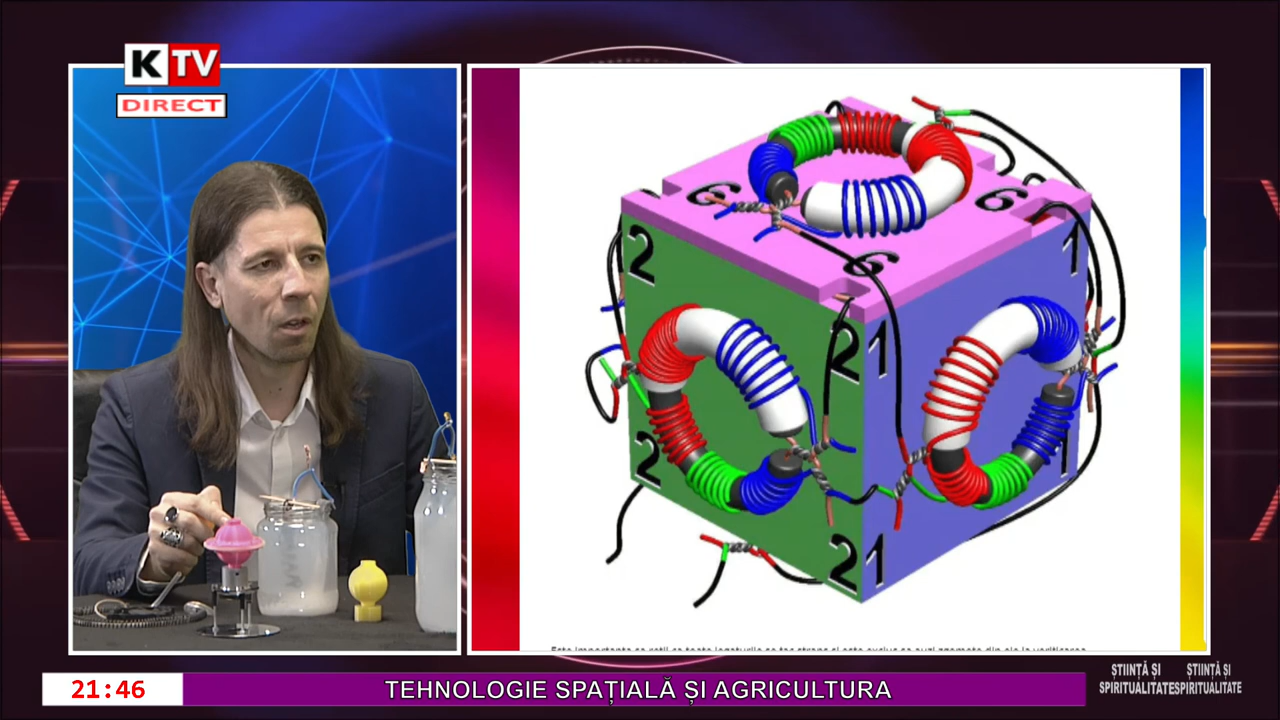 K TV
DIRECT
6
6
6
2
1
2
1
2
1
2
1
21:46
TEHNOLOGIE SPAȚIALĂ ȘI AGRICULTURA
ȘTIINȚĂ ȘI
SPIRITUALITATE
ȘTIINȚĂ ȘI
SPIRITUALITATE